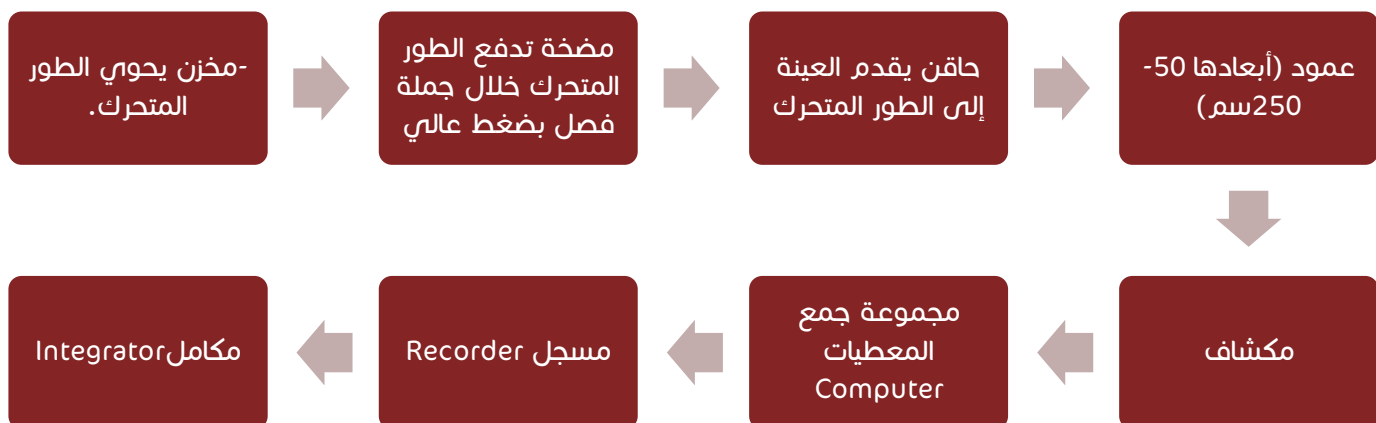 -مخزن يحوي الطور
المتحرك.
مضخة تدفع الطور
المتحرك خلال جملة
فصل بضغط عالي
حاقن يقدم العينة
إلى الطور المتحرك
عمود (أبعادها 50-
250سم)
مكشاف
مجموعة جمع
المعطيات
Computer
مسجل Recorder
مكاملIntegrator